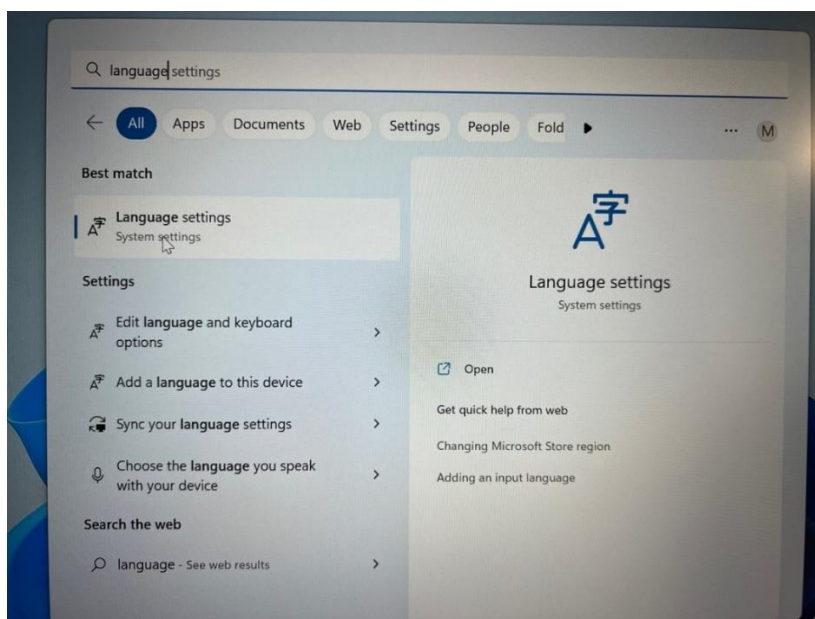 language settings
All Apps Documents Web Settings People Fold ... M
Best match
Language settings
System settings
Settings
Edit language and keyboard
options
Add a language to this device
Sync your language settings
Choose the language you speak
with your device
Search the web
language - See web results
A字
Language settings
System settings
Open
Get quick help from web
Changing Microsoft Store region
Adding an input language